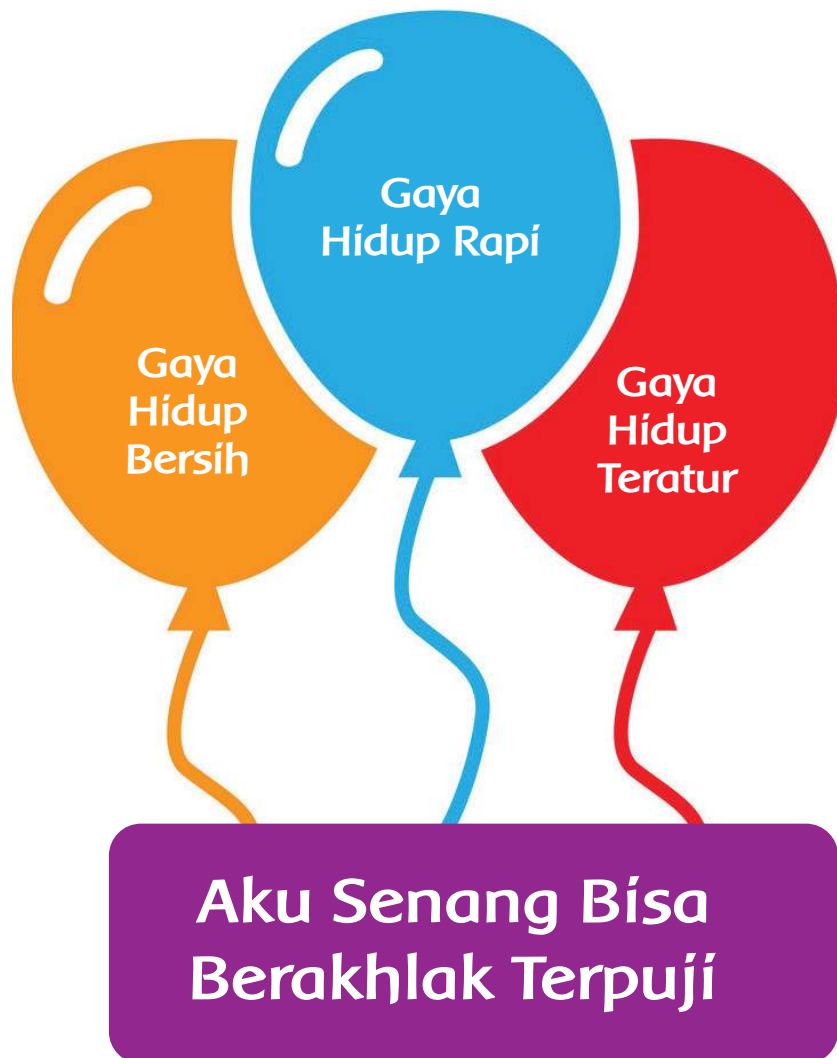 Gaya
Hidup Rapi
Gaya
Hidup
Bersih
Gaya
Hidup
Teratur
Aku Senang Bisa
Berakhlak Terpuji